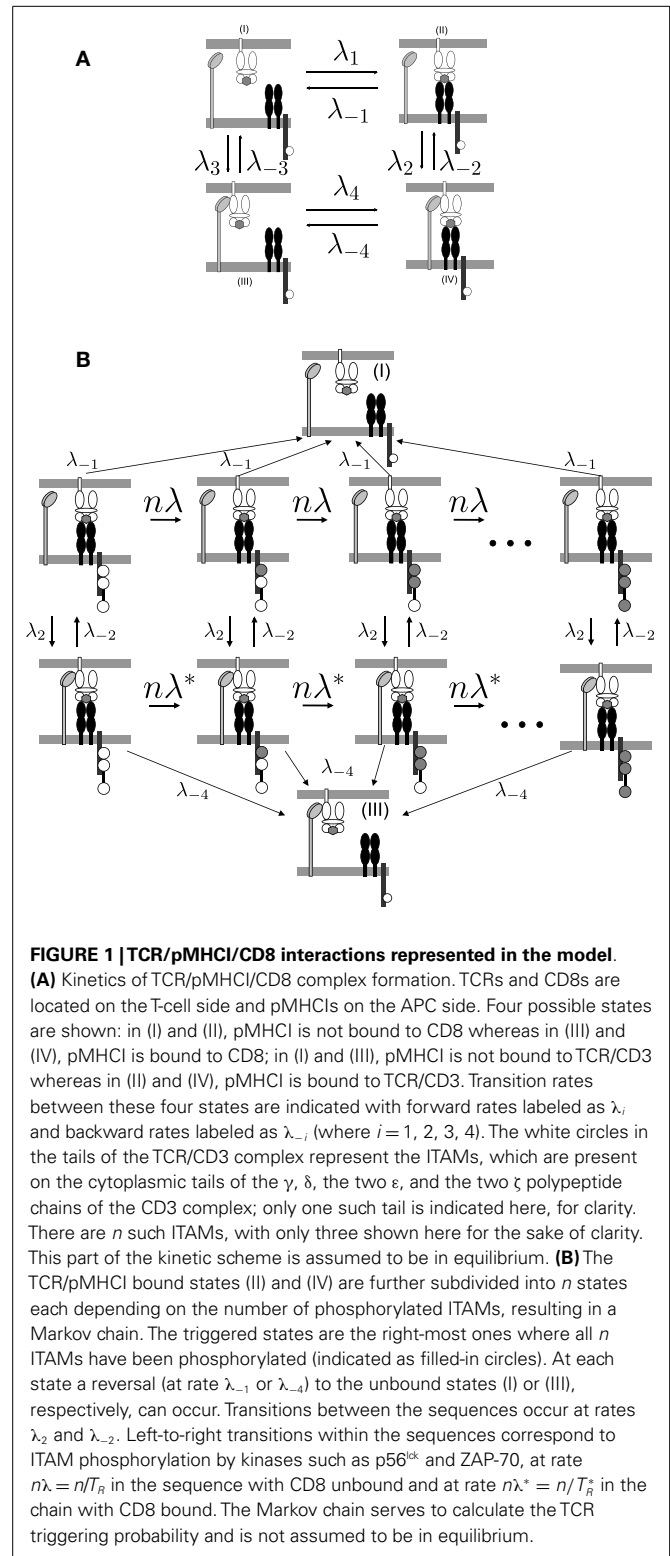 A
(I)
(II)
λ₁
λ₋₁
λ₃
λ₋₃
λ₂
λ₋₂
λ₄
λ₋₄
(III)
(IV)
B
(I)
λ₋₁
λ₋₁
λ₋₁
λ₋₁
nλ
nλ
nλ
• • •
λ₂
λ₋₂
λ₂
λ₋₂
λ₂
λ₋₂
λ₂
λ₋₂
nλ*
nλ*
nλ*
• • •
λ₋₄
λ₋₄
λ₋₄
(III)
FIGURE 1 | TCR/pMHCI/CD8 interactions represented in the model.
(A) Kinetics of TCR/pMHCI/CD8 complex formation. TCRs and CD8s are
located on the T-cell side and pMHCIs on the APC side. Four possible states
are shown: in (I) and (II), pMHCI is not bound to CD8 whereas in (III) and
(IV), pMHCI is bound to CD8; in (I) and (III), pMHCI is not bound to TCR/CD3
whereas in (II) and (IV), pMHCI is bound to TCR/CD3. Transition rates
between these four states are indicated with forward rates labeled as λᵢ
and backward rates labeled as λ₋ᵢ (where i = 1, 2, 3, 4). The white circles in
the tails of the TCR/CD3 complex represent the ITAMs, which are present
on the cytoplasmic tails of the γ, δ, the two ε, and the two ζ polypeptide
chains of the CD3 complex; only one such tail is indicated here, for clarity.
There are n such ITAMs, with only three shown here for the sake of clarity.
This part of the kinetic scheme is assumed to be in equilibrium. (B) The
TCR/pMHCI bound states (II) and (IV) are further subdivided into n states
each depending on the number of phosphorylated ITAMs, resulting in a
Markov chain. The triggered states are the right-most ones where all n
ITAMs have been phosphorylated (indicated as filled-in circles). At each
state a reversal (at rate λ₋₁ or λ₋₄) to the unbound states (I) or (III),
respectively, can occur. Transitions between the sequences occur at rates
λ₂ and λ₋₂. Left-to-right transitions within the sequences correspond to
ITAM phosphorylation by kinases such as p56ˡᶜᵏ and ZAP-70, at rate
nλ = n/T_R in the sequence with CD8 unbound and at rate nλ* = n/T*_R in the
chain with CD8 bound. The Markov chain serves to calculate the TCR
triggering probability and is not assumed to be in equilibrium.